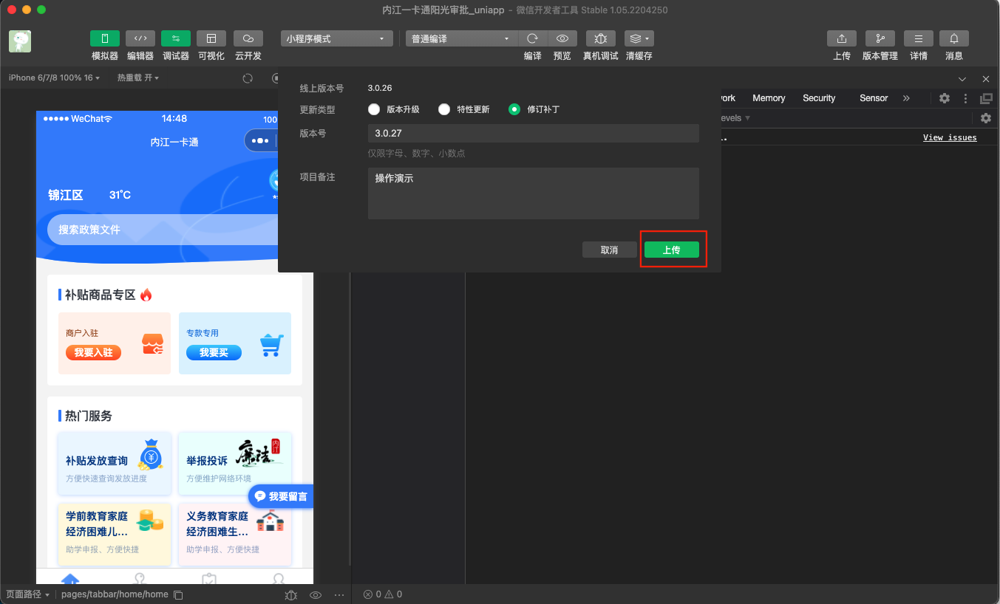 内江一卡通阳光审批_uniapp - 微信开发者工具 Stable 1.05.2204250
模拟器 编辑器 调试器 可视化 云开发
小程序模式
普通编译
编译 预览 真机调试 清缓存
上传 版本管理 详情 消息
iPhone 6/7/8 100% 16
热重载 开
WeChat
14:48
100
内江一卡通
锦江区
31℃
搜索政策文件
补贴商品专区
商户入驻
我要入驻
专款专用
我要买
热门服务
补贴发放查询
方便快速查询发放进度
举报投诉
方便维护网络环境
内江
廉洁
我要留言
学前教育家庭
经济困难儿...
助学申报、方便快捷
义务教育家庭
经济困难生...
助学申报、方便快捷
页面路径
pages/tabbar/home/home
0
0
线上版本号
3.0.26
更新类型
版本升级
特性更新
修订补丁
版本号
3.0.27
仅限字母、数字、小数点
项目备注
操作演示
取消
上传
ork
Memory
Security
Sensor
evels
View issues